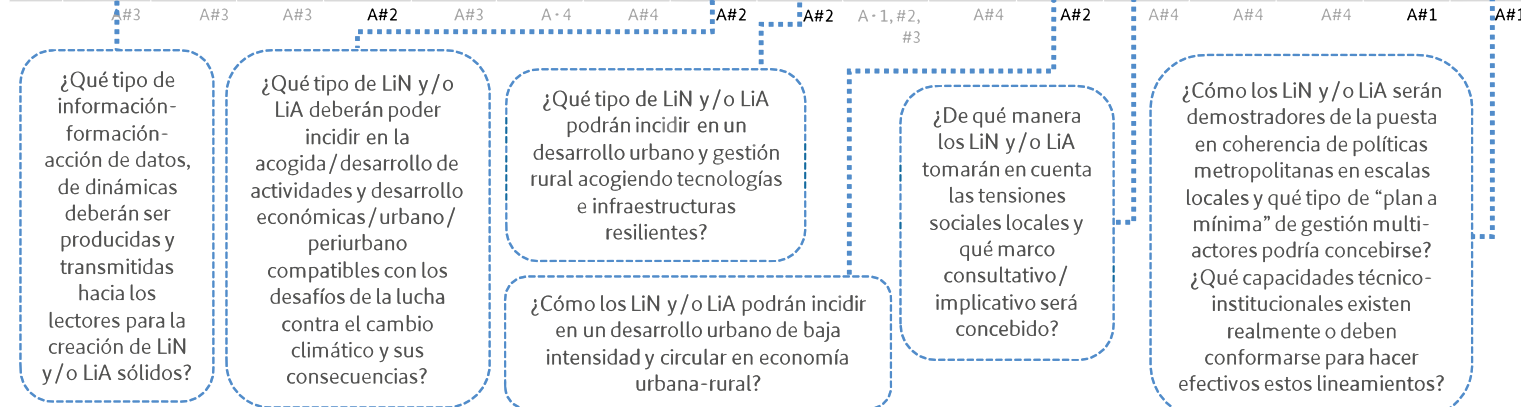 A#3
A#3
A#3
A#2
A#3
A·4
A#4
A#2
A#2
A·1, #2,
#3
A#4
A#2
A#4
A#4
A#4
A#1
A#1
¿Qué tipo de
información-
formación-
acción de datos,
de dinámicas
deberán ser
producidas y
transmitidas
hacia los
lectores para la
creación de LiN
y/o LiA sólidos?
¿Qué tipo de LiN y/o
LiA deberán poder
incidir en la
acogida/desarrollo de
actividades y desarrollo
económicas/urbano/
periurbano
compatibles con los
desafíos de la lucha
contra el cambio
climático y sus
consecuencias?
¿Qué tipo de LiN y/o LiA
podrán incidir en un
desarrollo urbano y gestión
rural acogiendo tecnologías
e infraestructuras
resilientes?
¿Cómo los LiN y/o LiA podrán incidir
en un desarrollo urbano de baja
intensidad y circular en economía
urbana-rural?
¿De qué manera
los LiN y/o LiA
tomarán en cuenta
las tensiones
sociales locales y
qué marco
consultativo/
implicativo será
concebido?
¿Cómo los LiN y/o LiA serán
demostradores de la puesta
en coherencia de políticas
metropolitanas en escalas
locales y qué tipo de “plan a
mínima” de gestión multi-
actores podría concebirse?
¿Qué capacidades técnico-
institucionales existen
realmente o deben
conformarse para hacer
efectivos estos lineamientos?